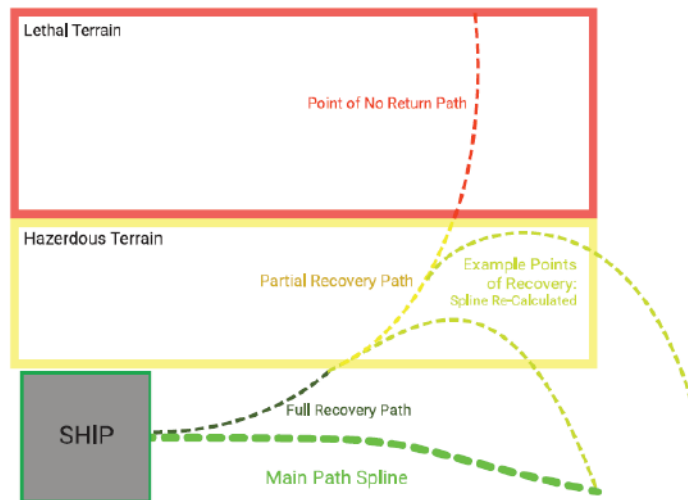 Lethal Terrain
Point of No Return Path
Hazerdous Terrain
Partial Recovery Path
Example Points
of Recovery:
Spline Re-Calculated
SHIP
Full Recovery Path
Main Path Spline